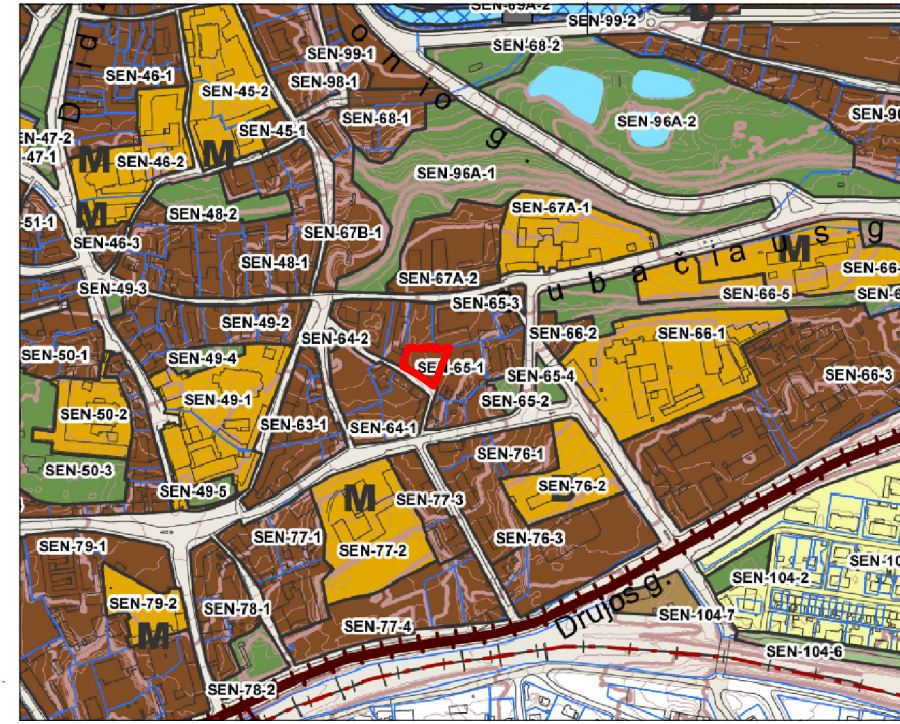 SEN-69A-2
SEN-99-2
D i d ž
o n i o g .
SEN-99-1
SEN-68-2
SEN-46-1
SEN-98-1
SEN-45-2
SEN-68-1
SEN-96A-2
SEN-45-1
SEN-47-2
-47-1
M
SEN-46-2
M
SEN-96A-1
M
SEN-48-2
SEN-67A-1
-51-1
SEN-46-3
SEN-67B-1
u b a č i a u s g
M
SEN-48-1
SEN-67A-2
SEN-66-
SEN-49-3
SEN-66-5
SEN-65-3
SEN-49-2
SEN-64-2
SEN-66-2
SEN-66-1
SEN-50-1
SEN-49-4
SEN-65-1
SEN-65-4
SEN-66-3
SEN-49-1
SEN-65-2
SEN-50-2
SEN-63-1
SEN-64-1
SEN-76-1
SEN-50-3
SEN-49-5
M
SEN-77-3
SEN-76-2
SEN-77-1
SEN-76-3
SEN-79-1
SEN-77-2
SEN-10
SEN-104-2
SEN-79-2
SEN-78-1
Drujos g.
SEN-104-7
M
SEN-77-4
SEN-104-6
SEN-78-2